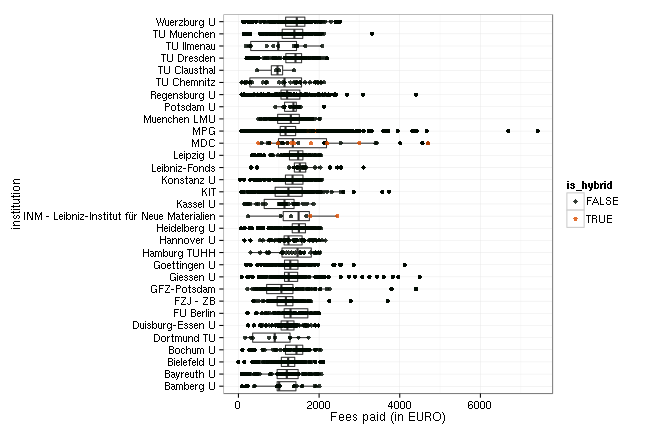 Wuerzburg U
TU Muenchen
TU Ilmenau
TU Dresden
TU Clausthal
TU Chemnitz
Regensburg U
Potsdam U
Muenchen LMU
MPG
MDC
Leipzig U
Leibniz-Fonds
Konstanz U
KIT
Kassel U
INM - Leibniz-Institut für Neue Materialien
Heidelberg U
Hannover U
Hamburg TUHH
Goettingen U
Giessen U
GFZ-Potsdam
FZJ - ZB
FU Berlin
Duisburg-Essen U
Dortmund TU
Bochum U
Bielefeld U
Bayreuth U
Bamberg U
institution
0 2000 4000 6000
Fees paid (in EURO)
is_hybrid
FALSE
TRUE